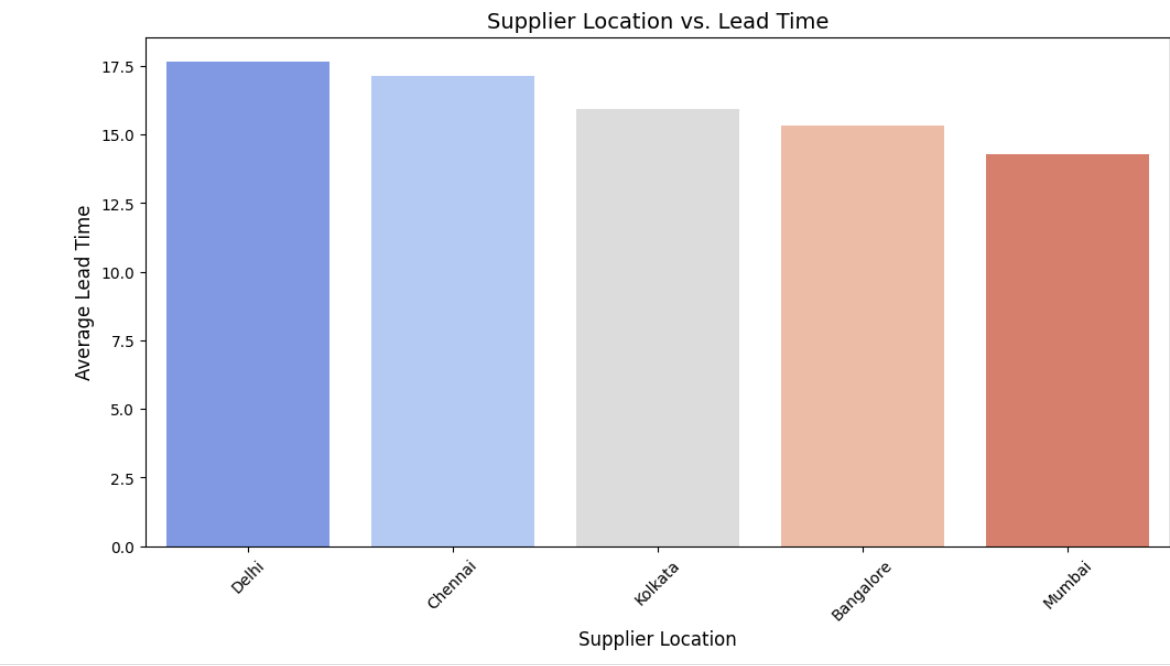 Supplier Location vs. Lead Time
Average Lead Time
17.5
15.0
12.5
10.0
7.5
5.0
2.5
0.0
Delhi
Chennai
Kolkata
Bangalore
Mumbai
Supplier Location